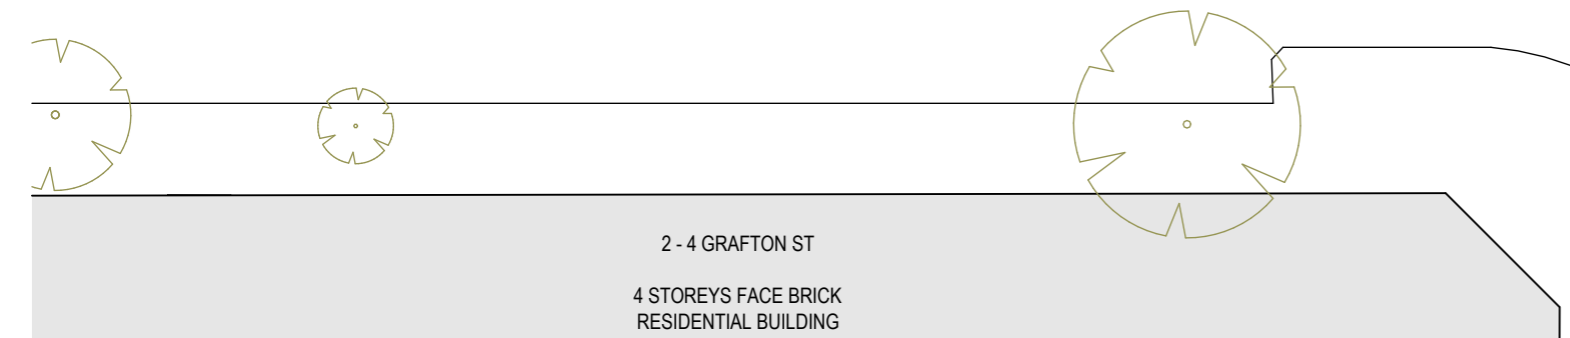 2 - 4 GRAFTON ST
4 STOREYS FACE BRICK
RESIDENTIAL BUILDING